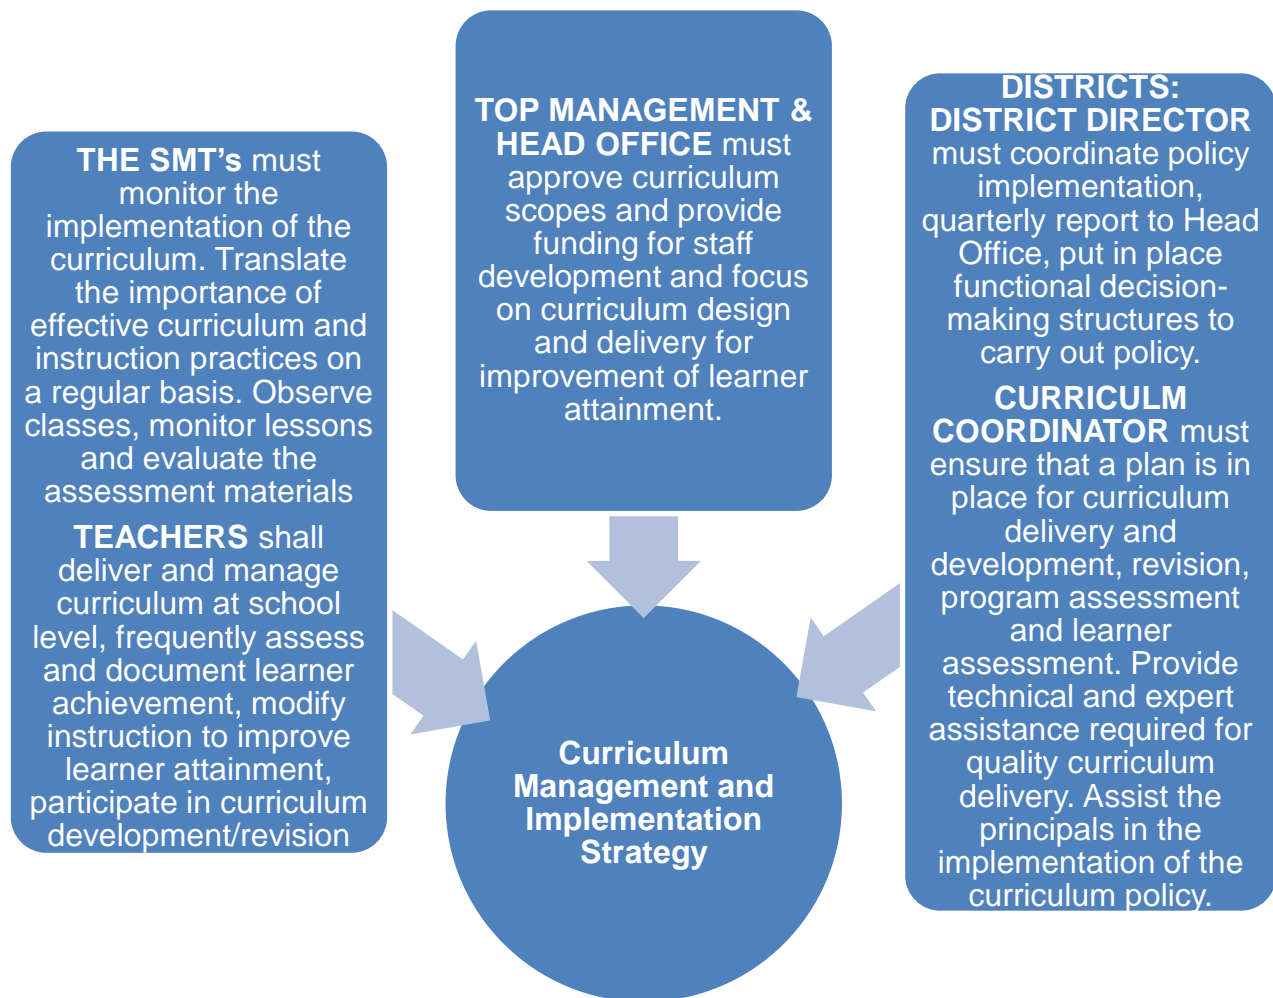 THE SMT’s must
monitor the
implementation of the
curriculum. Translate
the importance of
effective curriculum and
instruction practices on
a regular basis. Observe
classes, monitor lessons
and evaluate the
assessment materials
TEACHERS shall
deliver and manage
curriculum at school
level, frequently assess
and document learner
achievement, modify
instruction to improve
learner attainment,
participate in curriculum
development/revision
TOP MANAGEMENT &
HEAD OFFICE must
approve curriculum
scopes and provide
funding for staff
development and focus
on curriculum design
and delivery for
improvement of learner
attainment.
DISTRICTS:
DISTRICT DIRECTOR
must coordinate policy
implementation,
quarterly report to Head
Office, put in place
functional decision-
making structures to
carry out policy.
CURRICULM
COORDINATOR must
ensure that a plan is in
place for curriculum
delivery and
development, revision,
program assessment
and learner
assessment. Provide
technical and expert
assistance required for
quality curriculum
delivery. Assist the
principals in the
implementation of the
curriculum policy.
Curriculum
Management and
Implementation
Strategy